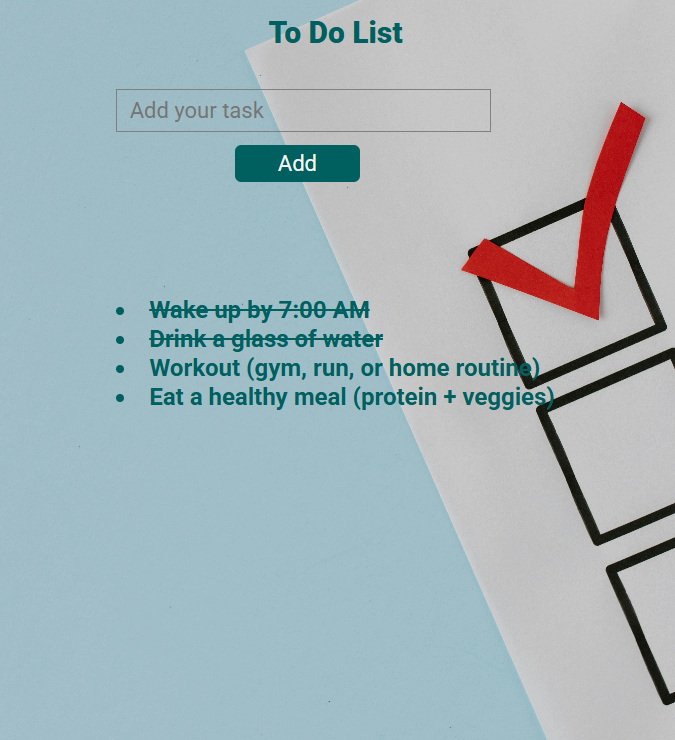 To Do List
Add your task
Add
Wake up by 7:00 AM
Drink a glass of water
Workout (gym, run, or home routine)
Eat a healthy meal (protein + veggies)